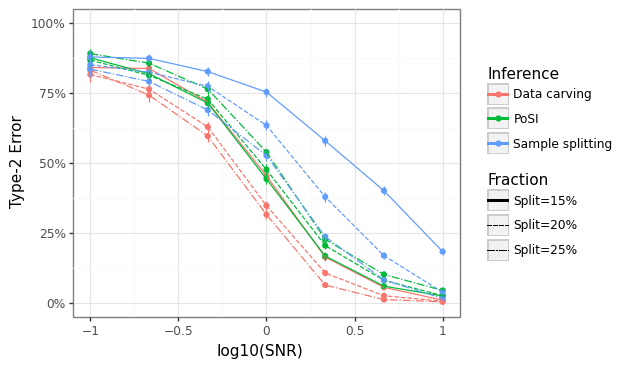 100%
75%
50%
25%
0%
Type-2 Error
−1
−0.5
0
0.5
1
log10(SNR)
Inference
Data carving
PoSI
Sample splitting
Fraction
Split=15%
Split=20%
Split=25%